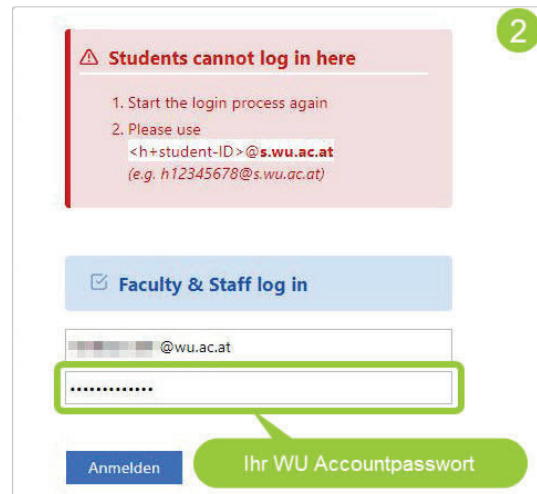 2
Students cannot log in here
1. Start the login process again
2. Please use
<h+student-ID>@s.wu.ac.at
(e.g. h12345678@s.wu.ac.at)
Faculty & Staff log in
@wu.ac.at
•••••••••••••
Anmelden
Ihr WU Accountpasswort